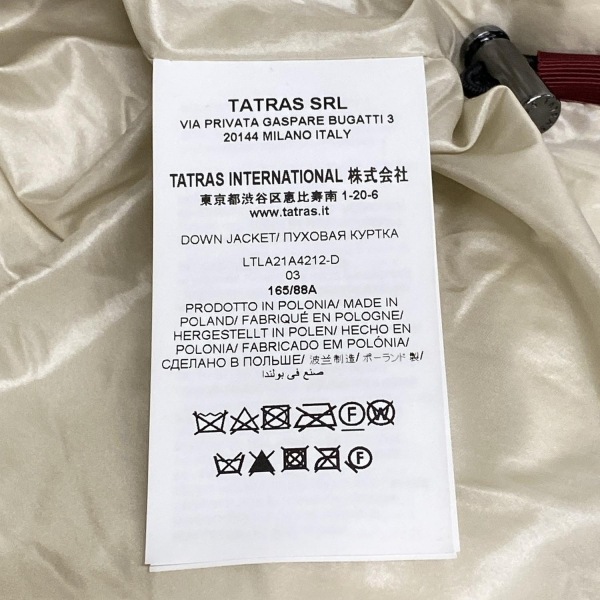 TATRAS SRL
VIA PRIVATA GASPARE BUGATTI 3
20144 MILANO ITALY
TATRAS INTERNATIONAL 株式会社
東京都渋谷区恵比寿南 1-20-6
www.tatras.it
DOWN JACKET/ ПУХОВАЯ КУРТКА
LTLA21A4212-D
03
165/88A
PRODOTTO IN POLONIA/ MADE IN
POLAND/ FABRIQUÉ EN POLOGNE/
HERGESTELLT IN POLEN/ HECHO EN
POLONIA/ FABRICADO EM POLÓNIA/
СДЕЛАНО В ПОЛЬШЕ/ 波兰制造/ ポーランド製/
صنع في بولندا
F W
F